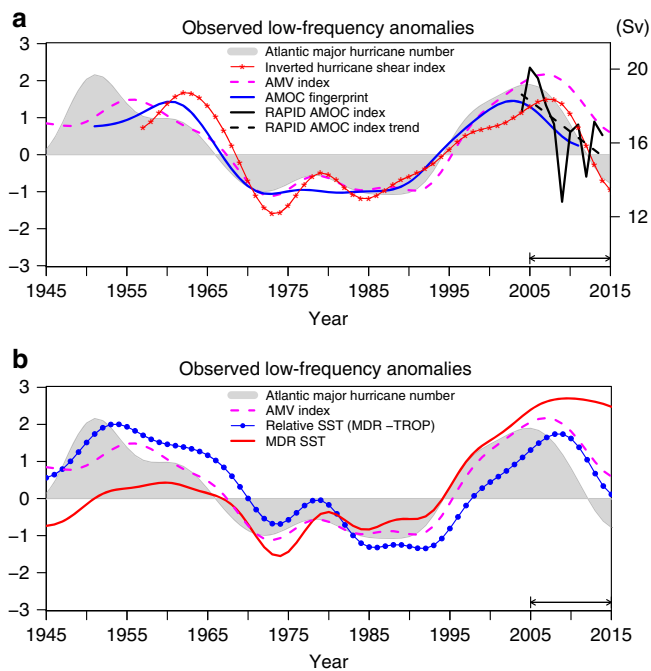 a
Observed low-frequency anomalies
(Sv)
Atlantic major hurricane number
Inverted hurricane shear index
AMV index
AMOC fingerprint
RAPID AMOC index
RAPID AMOC index trend
3
2
1
0
−1
−2
−3
20
18
16
14
12
10
1945
1955
1965
1975
1985
1995
2005
2015
Year
b
Observed low-frequency anomalies
Atlantic major hurricane number
AMV index
Relative SST (MDR −TROP)
MDR SST
3
2
1
0
−1
−2
−3
1945
1955
1965
1975
1985
1995
2005
2015
Year